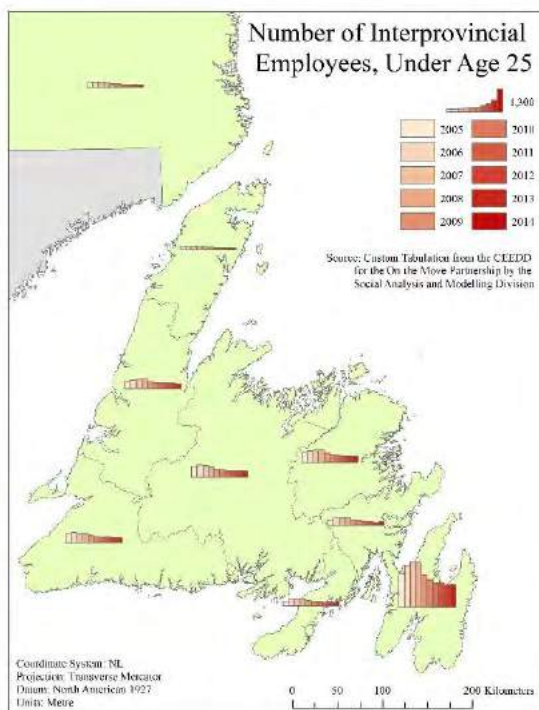 Number of Interprovincial
Employees, Under Age 25
1,300
2005
2010
2006
2011
2007
2012
2008
2013
2009
2014
Source: Custom Tabulation from the CEEDD
for the On the Move Partnership by the
Social Analysis and Modelling Division
Coordinate System: NL
Projection: Transverse Mercator
Datum: North American 1927
Units: Metre
0 50 100 200 Kilometers